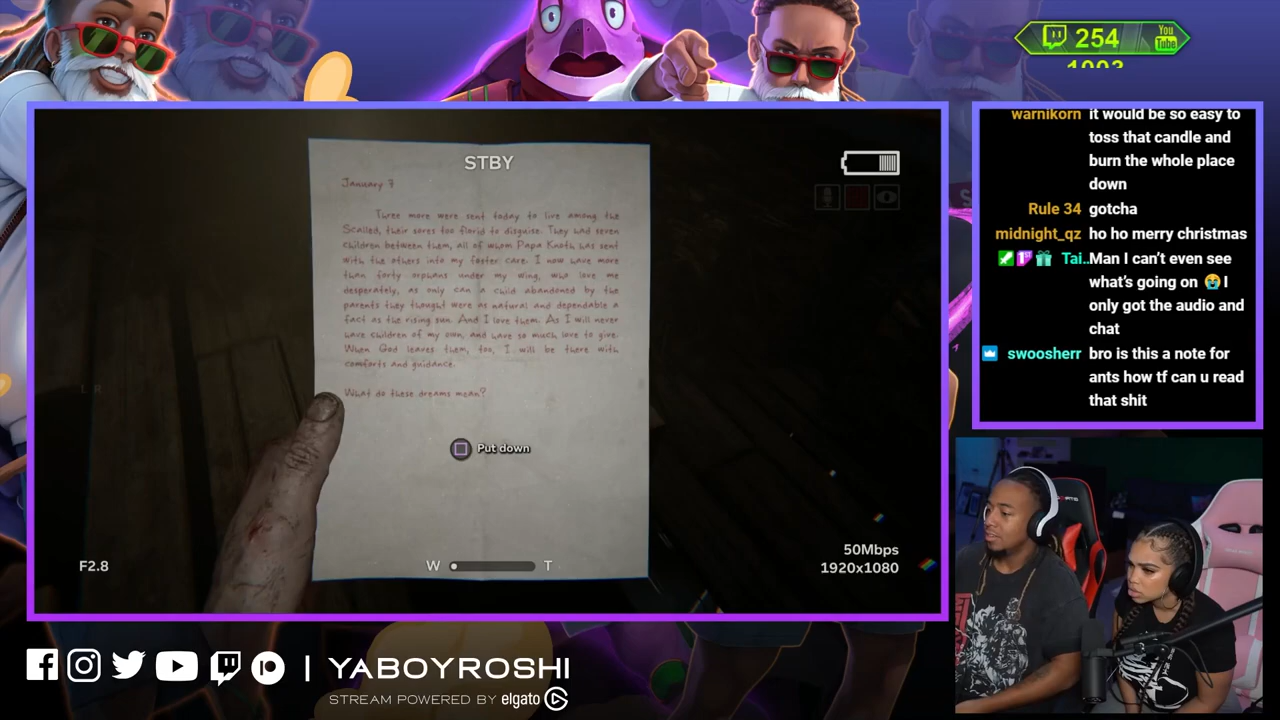 254
You
Tube
1003
STBY
January 7
Three more were sent today to live among the
Scalled, their sores too florid to disguise. They had seven
children between them, all of whom Papa Knoth has sent
with the others into my foster care. I now have more
than forty orphans under my wing, who love me
desperately, as only can a child abandoned by the
parents they thought were as natural and dependable a
fact as the rising sun. And I love them. As I will never
have children of my own, and have so much love to give.
When God leaves them, too, I will be there with
comforts and guidance.
What do these dreams mean?
Put down
F2.8
W T
50Mbps
1920x1080
warnikorn it would be so easy to
toss that candle and
burn the whole place
down
Rule 34 gotcha
midnight_qz ho ho merry christmas
Tai.. Man I can't even see
what's going on 😭 I
only got the audio and
chat
swoosherr bro is this a note for
ants how tf can u read
that shit
| YABOYROSHI
STREAM POWERED BY elgato